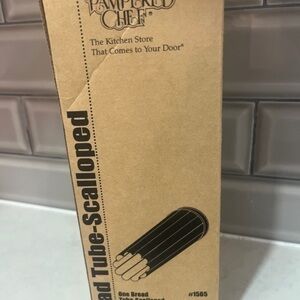 PAMPERED
CHEF®
The Kitchen Store
That Comes to Your Door®
ad Tube-Scalloped
One Bread
Tube-Scalloped
#1565